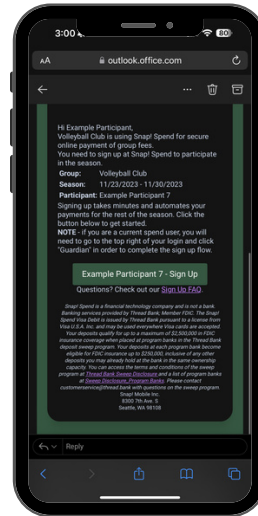 3:00
80
AA
outlook.office.com
Hi Example Participant,
Volleyball Club is using Snap! Spend for secure
online payment of group fees.
You need to sign up at Snap! Spend to participate
in the season.
Group: Volleyball Club
Season: 11/23/2023 - 11/30/2023
Participant: Example Participant 7
Signing up takes minutes and automates your
payments for the rest of the season. Click the
button below to get started.
NOTE - if you are a current spend user, you will
need to go to the top right of your login and click
"Guardian" in order to complete the sign up flow.
Example Participant 7 - Sign Up
Questions? Check out our Sign Up FAQ.
Snap! Spend is a financial technology company and is not a bank.
Banking services provided by Thread Bank; Member FDIC. The Snap!
Spend Visa Debit is issued by Thread Bank pursuant to a license from
Visa U.S.A. Inc. and may be used everywhere Visa cards are accepted.
Your deposits qualify for up to a maximum of $2,500,000 in FDIC
insurance coverage when placed at program banks in the Thread Bank
deposit sweep program. Your deposits at each program bank become
eligible for FDIC insurance up to $250,000, inclusive of any other
deposits you may already hold at the bank in the same ownership
capacity. You can access the terms and conditions of the sweep
program at Thread Bank Sweep Disclosure and a list of program banks
at Sweep Disclosure, Program Banks. Please contact
customerservice@thread.bank with questions on the sweep program.
Snap! Mobile Inc.
8300 7th Ave. S
Seattle, WA 98108
Reply